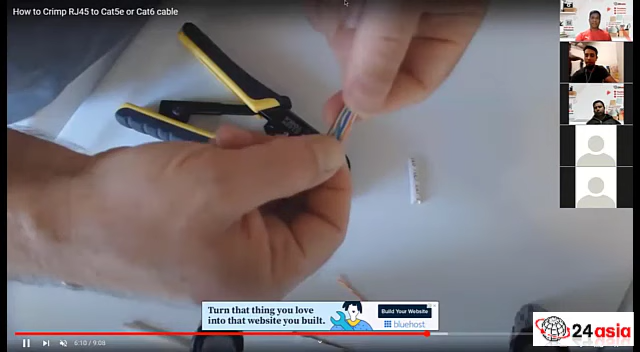 How to Crimp RJ45 to Cat5e or Cat6 cable
Turn that thing you love
into that website you built.
Build Your Website
bluehost
6:10 / 9:08
24asia